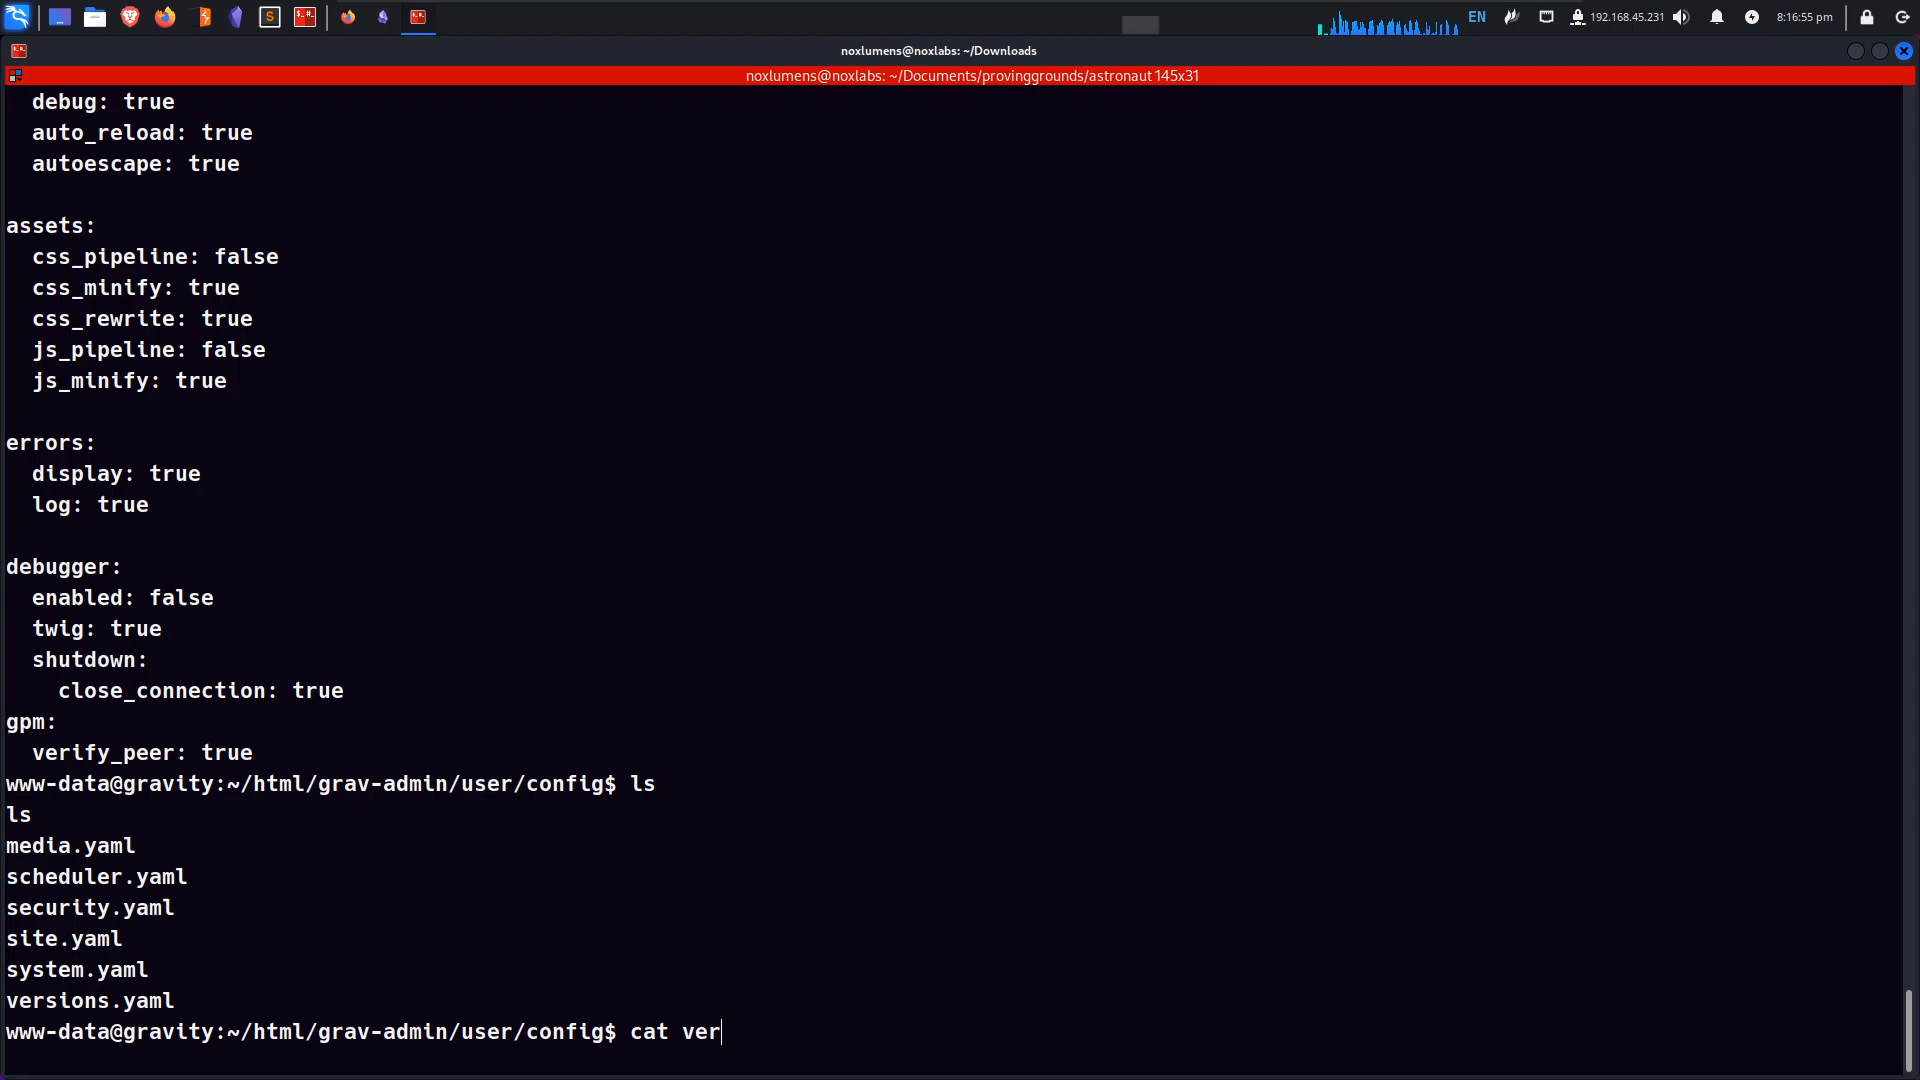 EN
192.168.45.231
8:16:55 pm
noxlumens@noxlabs: ~/Downloads
noxlumens@noxlabs: ~/Documents/provinggrounds/astronaut 145x31
debug: true
auto_reload: true
autoescape: true
assets:
css_pipeline: false
css_minify: true
css_rewrite: true
js_pipeline: false
js_minify: true
errors:
display: true
log: true
debugger:
enabled: false
twig: true
shutdown:
close_connection: true
gpm:
verify_peer: true
www-data@gravity:~/html/grav-admin/user/config$ ls
ls
media.yaml
scheduler.yaml
security.yaml
site.yaml
system.yaml
versions.yaml
www-data@gravity:~/html/grav-admin/user/config$ cat ver